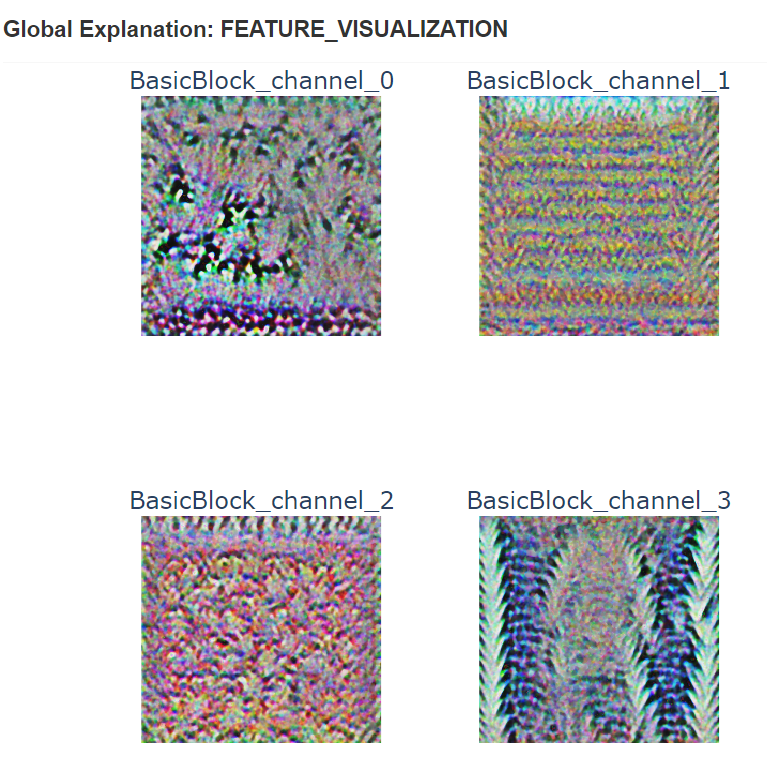 Global Explanation: FEATURE_VISUALIZATION
BasicBlock_channel_0
BasicBlock_channel_1
BasicBlock_channel_2
BasicBlock_channel_3